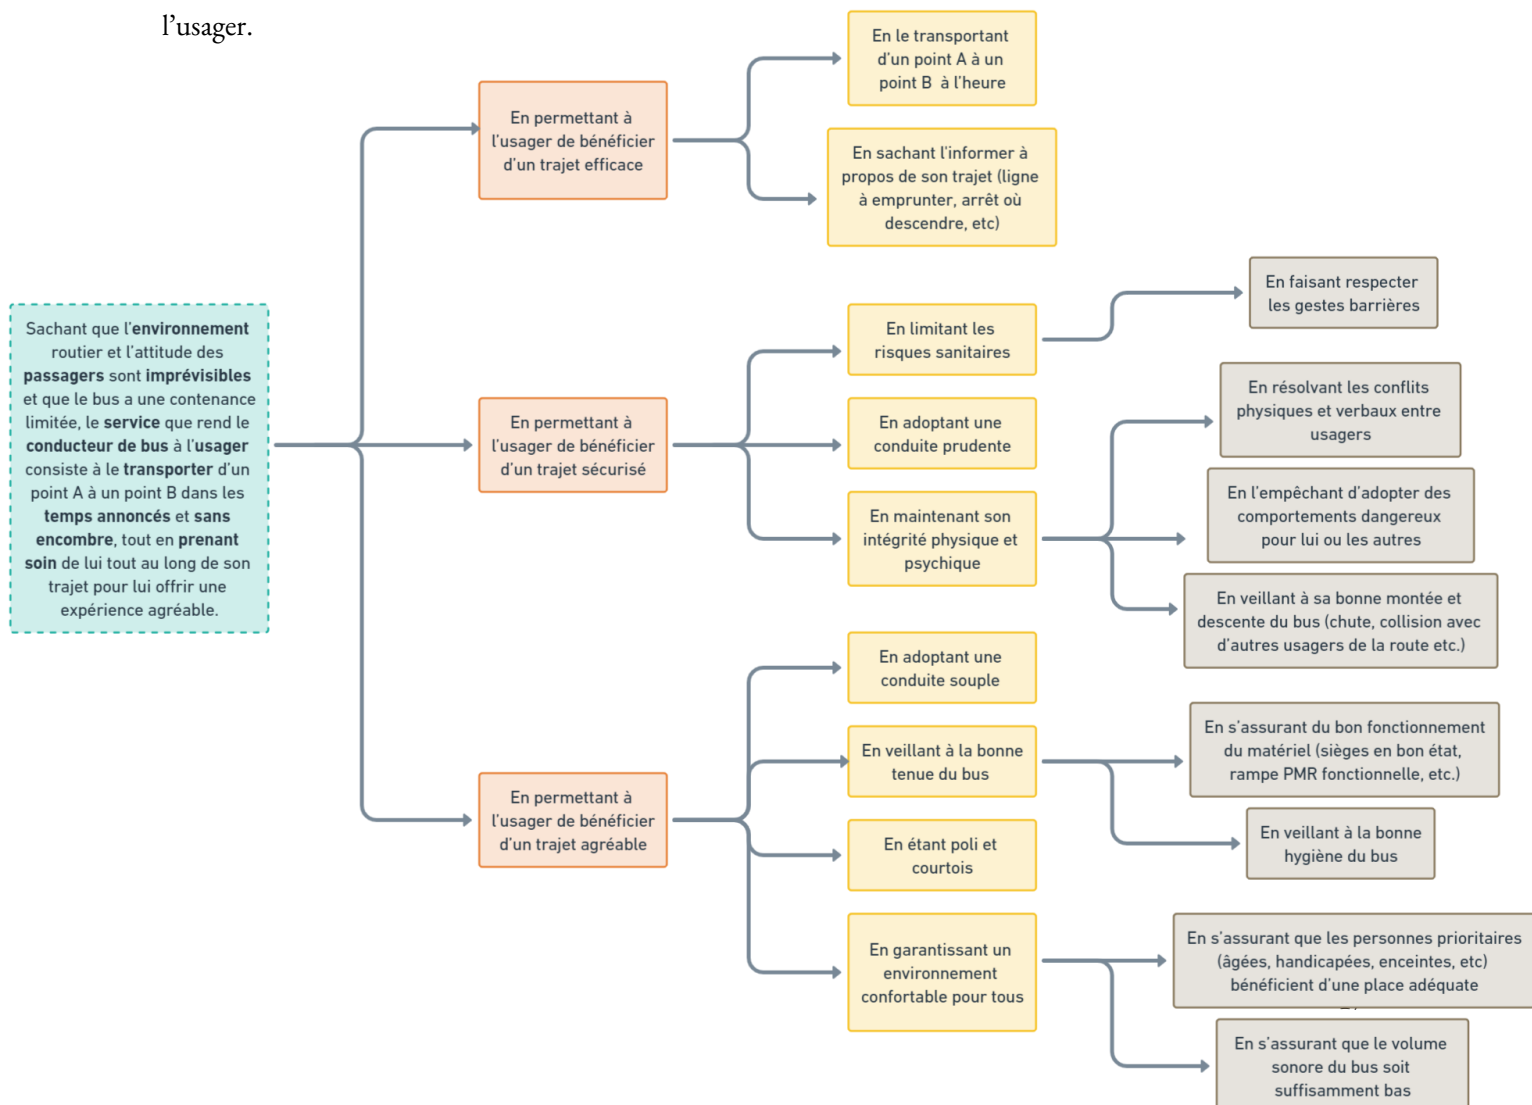 l’usager.
Sachant que l’environnement
routier et l’attitude des
passagers sont imprévisibles
et que le bus a une contenance
limitée, le service que rend le
conducteur de bus à l’usager
consiste à le transporter d’un
point A à un point B dans les
temps annoncés et sans
encombre, tout en prenant
soin de lui tout au long de son
trajet pour lui offrir une
expérience agréable.
En permettant à
l’usager de bénéficier
d’un trajet efficace
En le transportant
d’un point A à un
point B à l’heure
En sachant l’informer à
propos de son trajet (ligne
à emprunter, arrêt où
descendre, etc)
En permettant à
l’usager de bénéficier
d’un trajet sécurisé
En limitant les
risques sanitaires
En faisant respecter
les gestes barrières
En adoptant une
conduite prudente
En maintenant son
intégrité physique et
psychique
En résolvant les conflits
physiques et verbaux entre
usagers
En l’empêchant d’adopter des
comportements dangereux
pour lui ou les autres
En veillant à sa bonne montée et
descente du bus (chute, collision avec
d’autres usagers de la route etc.)
En permettant à
l’usager de bénéficier
d’un trajet agréable
En adoptant une
conduite souple
En veillant à la bonne
tenue du bus
En s’assurant du bon fonctionnement
du matériel (sièges en bon état,
rampe PMR fonctionnelle, etc.)
En veillant à la bonne
hygiène du bus
En étant poli et
courtois
En garantissant un
environnement
confortable pour tous
En s’assurant que les personnes prioritaires
(âgées, handicapées, enceintes, etc)
bénéficient d’une place adéquate
En s’assurant que le volume
sonore du bus soit
suffisamment bas